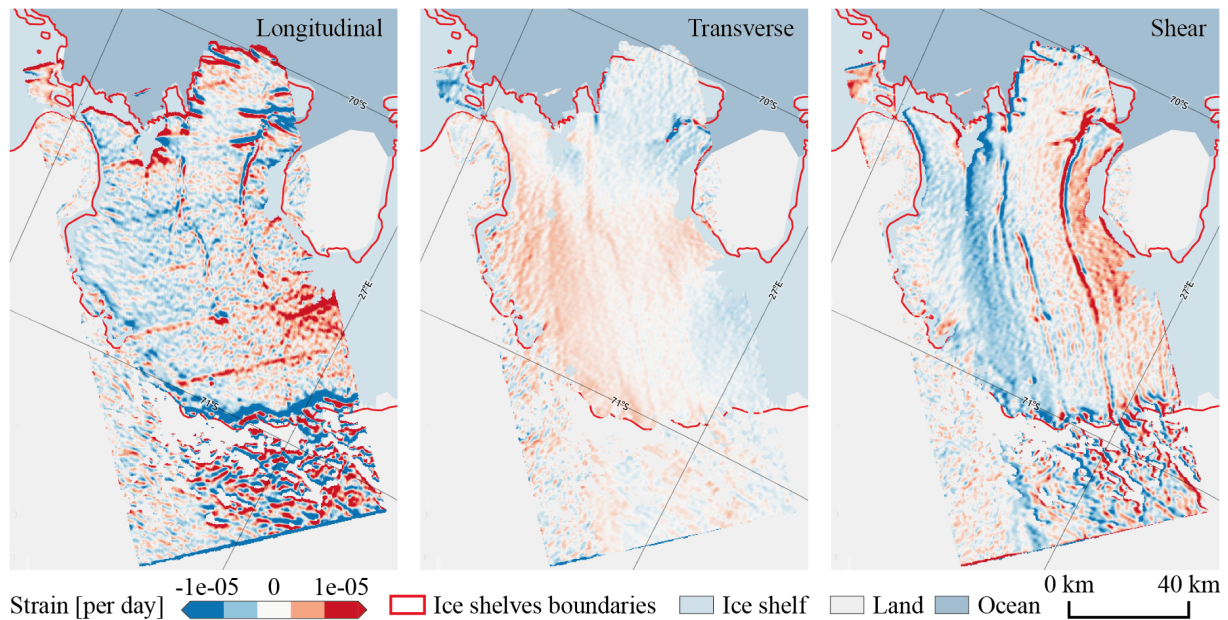 Longitudinal
Transverse
Shear
70°S
70°S
70°S
27°E
27°E
27°E
71°S
71°S
71°S
-1e-05 0 1e-05
0 km 40 km
Strain [per day] Ice shelves boundaries Ice shelf Land Ocean